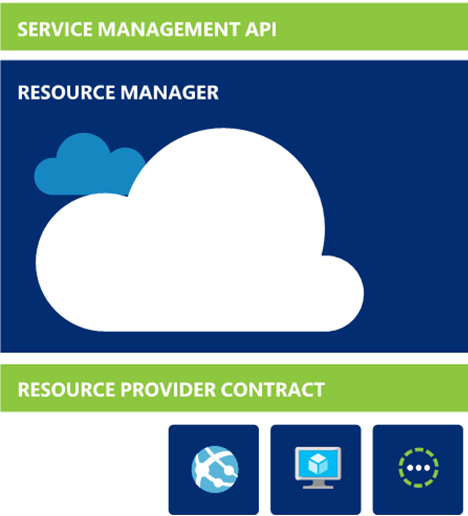 SERVICE MANAGEMENT API
RESOURCE MANAGER
RESOURCE PROVIDER CONTRACT